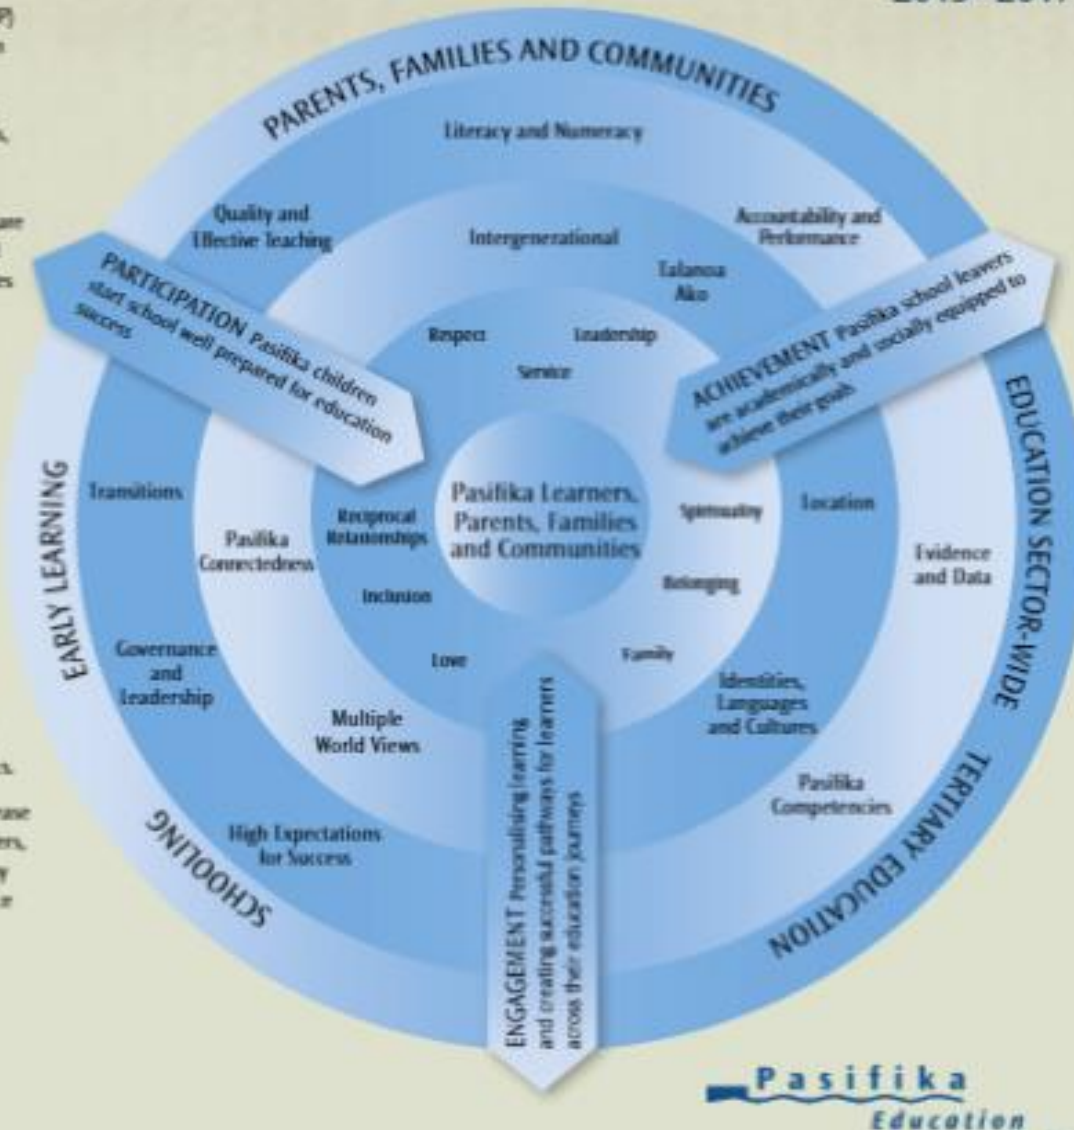 PARENTS, FAMILIES AND COMMUNITIES
Literacy and Numeracy
Quality and
Effective Teaching
Intergenerational
Accountability and
Performance
Talanoa
Ako
PARTICIPATION Pasifika children
start school well prepared for education
success
Respect
Leadership
Service
ACHIEVEMENT Pasifika school leavers
are academically and socially equipped to
achieve their goals
EARLY LEARNING
Transitions
Pasifika
Connectedness
Reciprocal
Relationships
Inclusion
Love
Pasifika Learners,
Parents, Families
and Communities
Spirituality
Belonging
Family
Location
Evidence
and Data
EDUCATION SECTOR-WIDE
Governance
and
Leadership
Multiple
World Views
Identities,
Languages
and Cultures
Pasifika
Competencies
High Expectations
for Success
SCHOOLING
TERTIARY EDUCATION
ENGAGEMENT Personalising learning
and creating successful pathways for learners
across their education journeys
Pasifika
Education